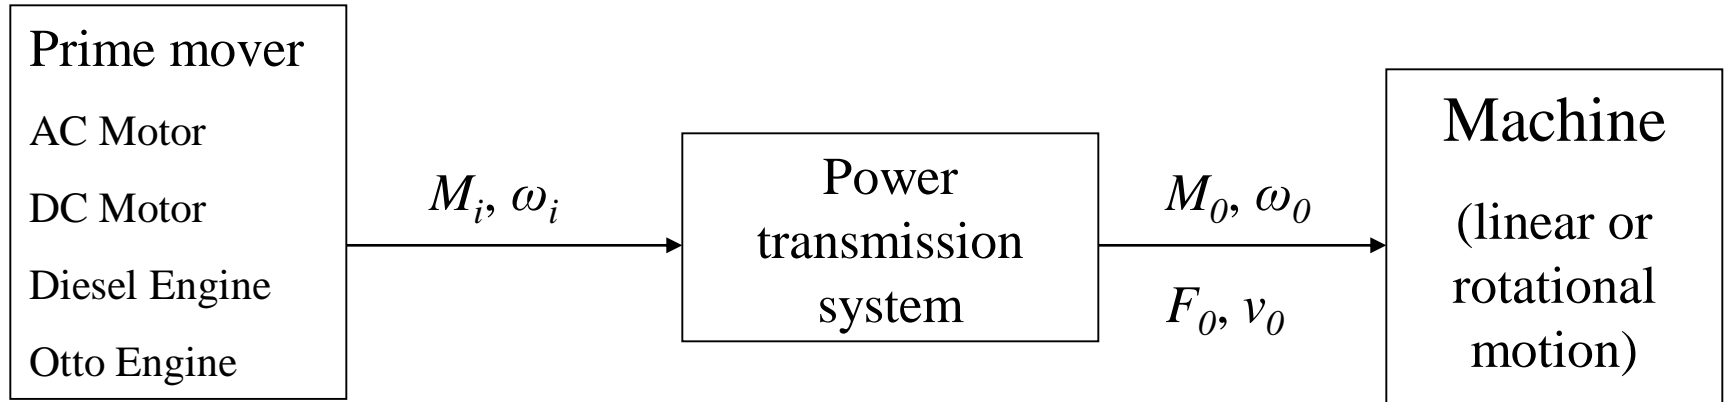 Prime mover
AC Motor
DC Motor
Diesel Engine
Otto Engine
Mᵢ, ωᵢ
Power
transmission
system
M₀, ω₀
F₀, v₀
Machine
(linear or
rotational
motion)